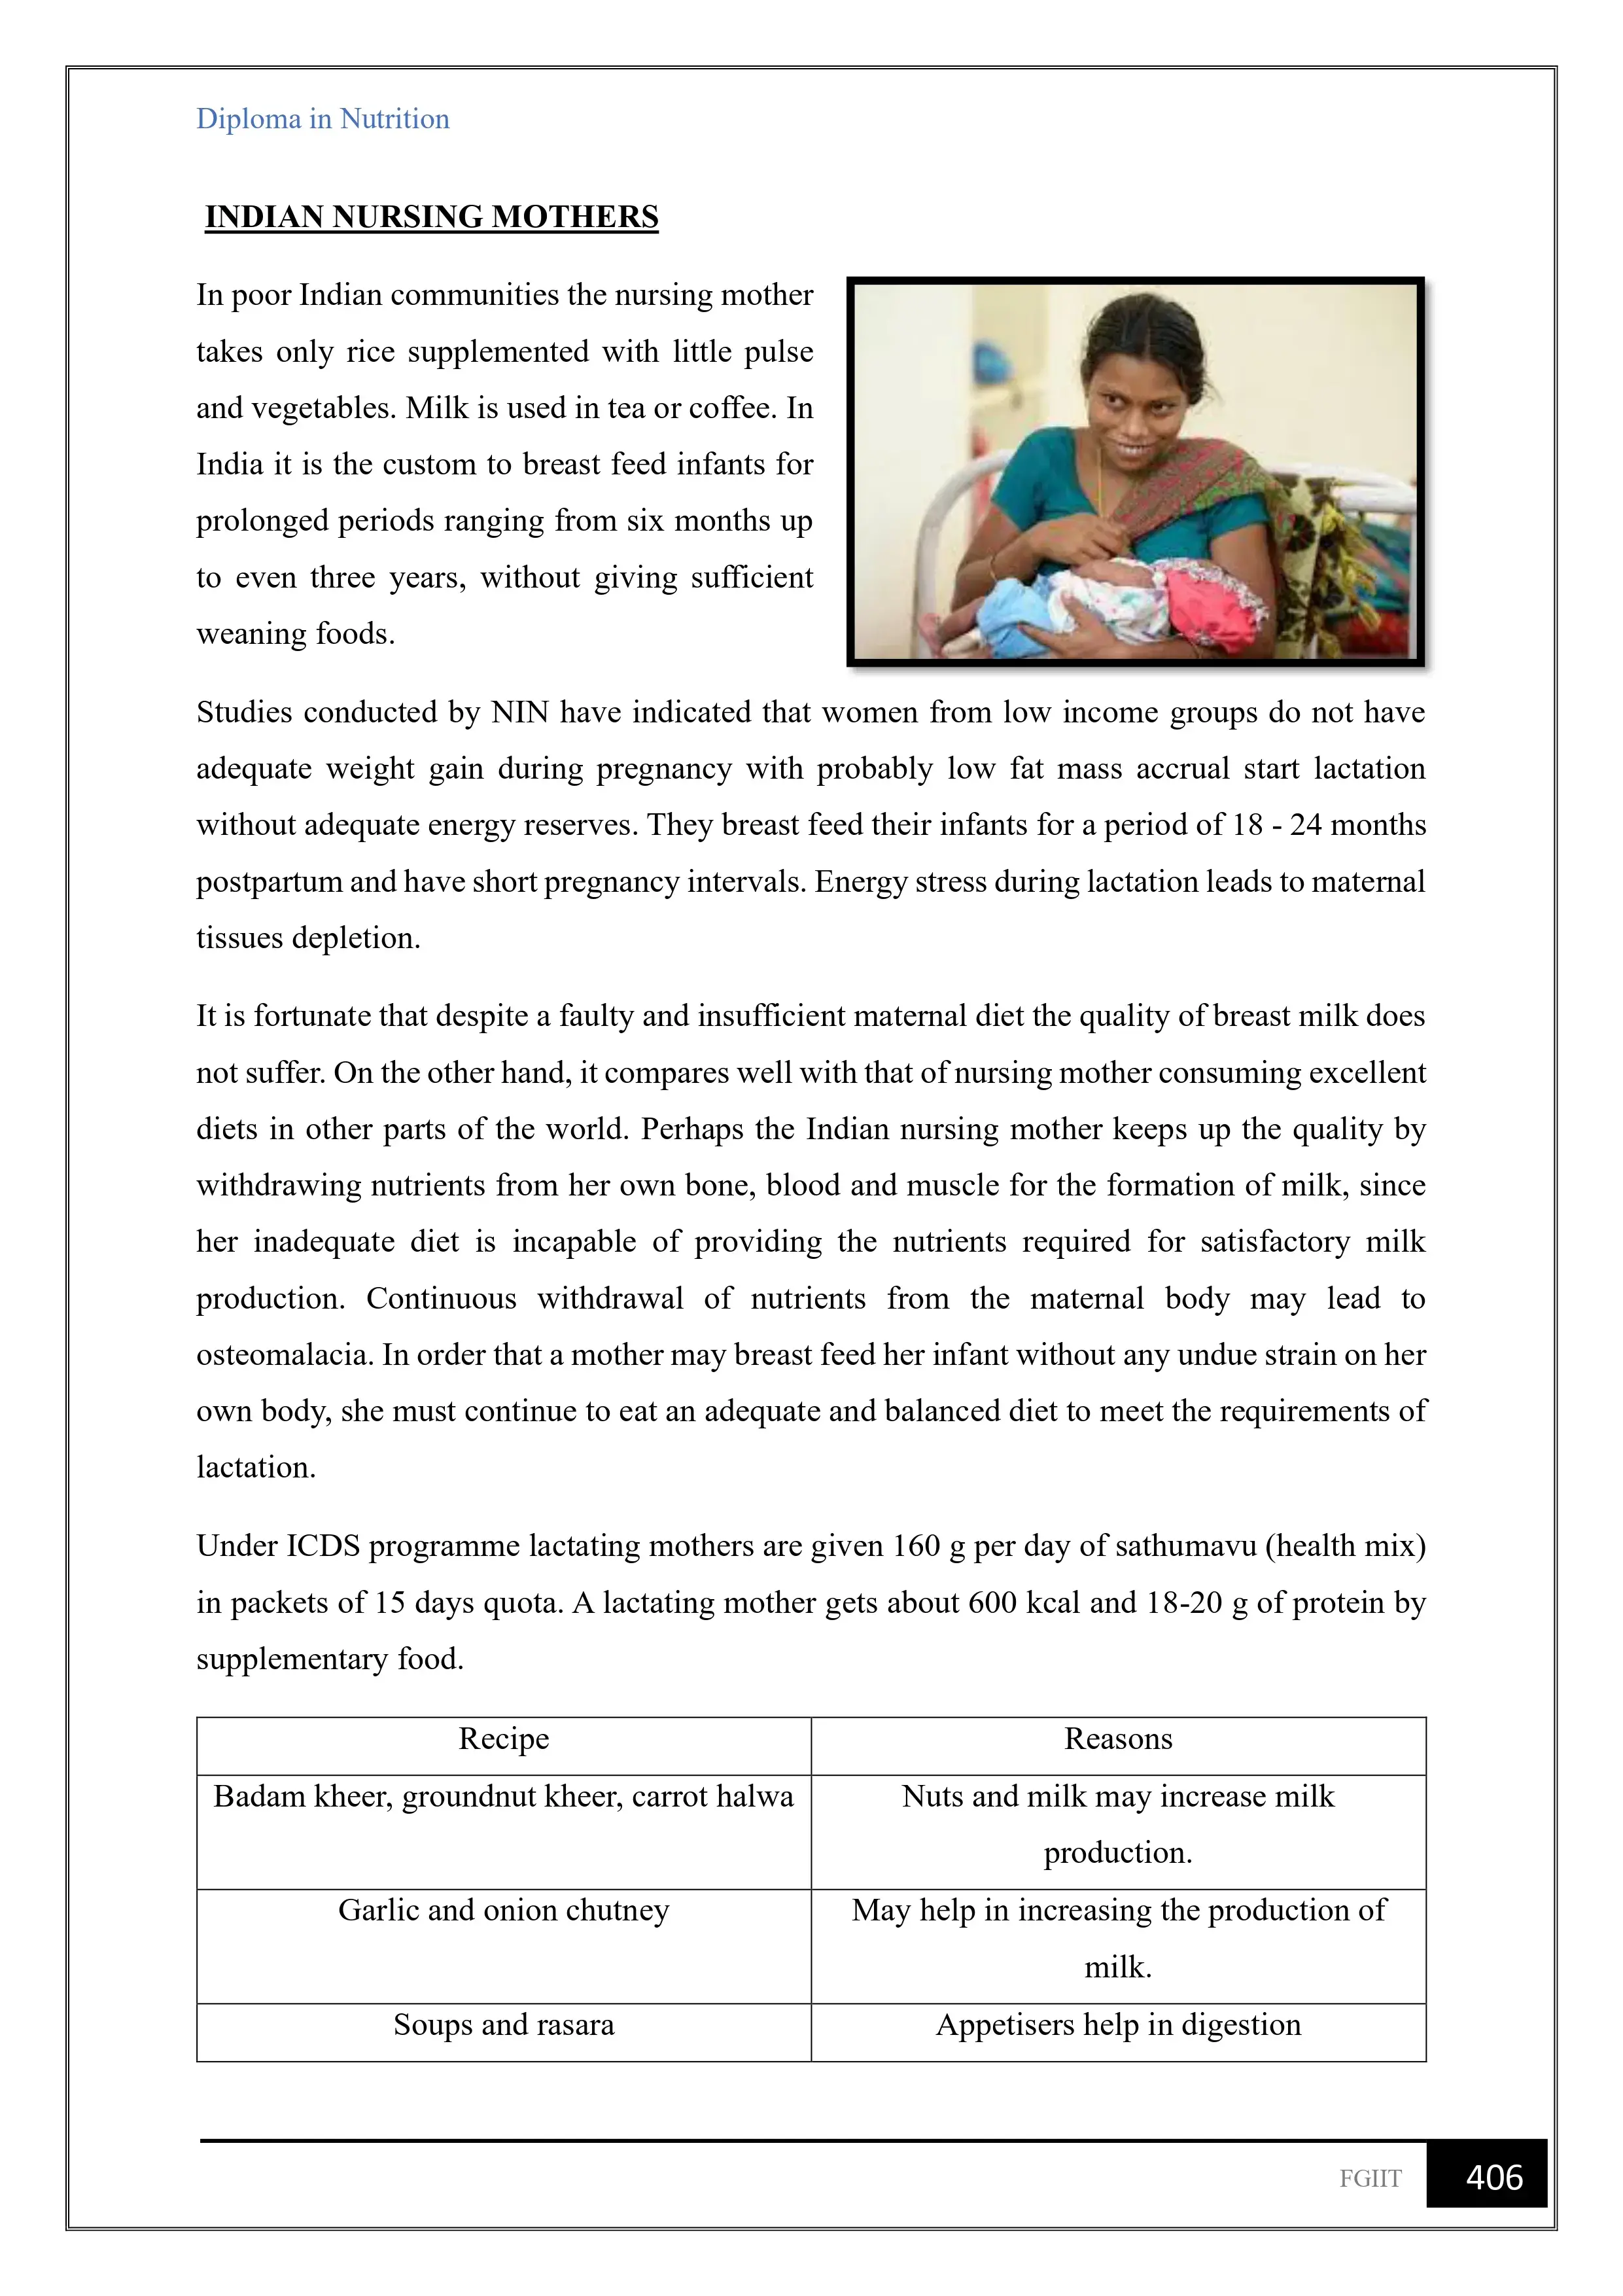 Diploma in Nutrition
INDIAN NURSING MOTHERS
In poor Indian communities the nursing mother
takes only rice supplemented with little pulse
and vegetables. Milk is used in tea or coffee. In
India it is the custom to breast feed infants for
prolonged periods ranging from six months up
to even three years, without giving sufficient
weaning foods.
Studies conducted by NIN have indicated that women from low income groups do not have
adequate weight gain during pregnancy with probably low fat mass accrual start lactation
without adequate energy reserves. They breast feed their infants for a period of 18 - 24 months
postpartum and have short pregnancy intervals. Energy stress during lactation leads to maternal
tissues depletion.
It is fortunate that despite a faulty and insufficient maternal diet the quality of breast milk does
not suffer. On the other hand, it compares well with that of nursing mother consuming excellent
diets in other parts of the world. Perhaps the Indian nursing mother keeps up the quality by
withdrawing nutrients from her own bone, blood and muscle for the formation of milk, since
her inadequate diet is incapable of providing the nutrients required for satisfactory milk
production. Continuous withdrawal of nutrients from the maternal body may lead to
osteomalacia. In order that a mother may breast feed her infant without any undue strain on her
own body, she must continue to eat an adequate and balanced diet to meet the requirements of
lactation.
Under ICDS programme lactating mothers are given 160 g per day of sathumavu (health mix)
in packets of 15 days quota. A lactating mother gets about 600 kcal and 18-20 g of protein by
supplementary food.
Recipe Reasons
Badam kheer, groundnut kheer, carrot halwa Nuts and milk may increase milk
production.
Garlic and onion chutney May help in increasing the production of
milk.
Soups and rasara Appetisers help in digestion
FGIIT 406